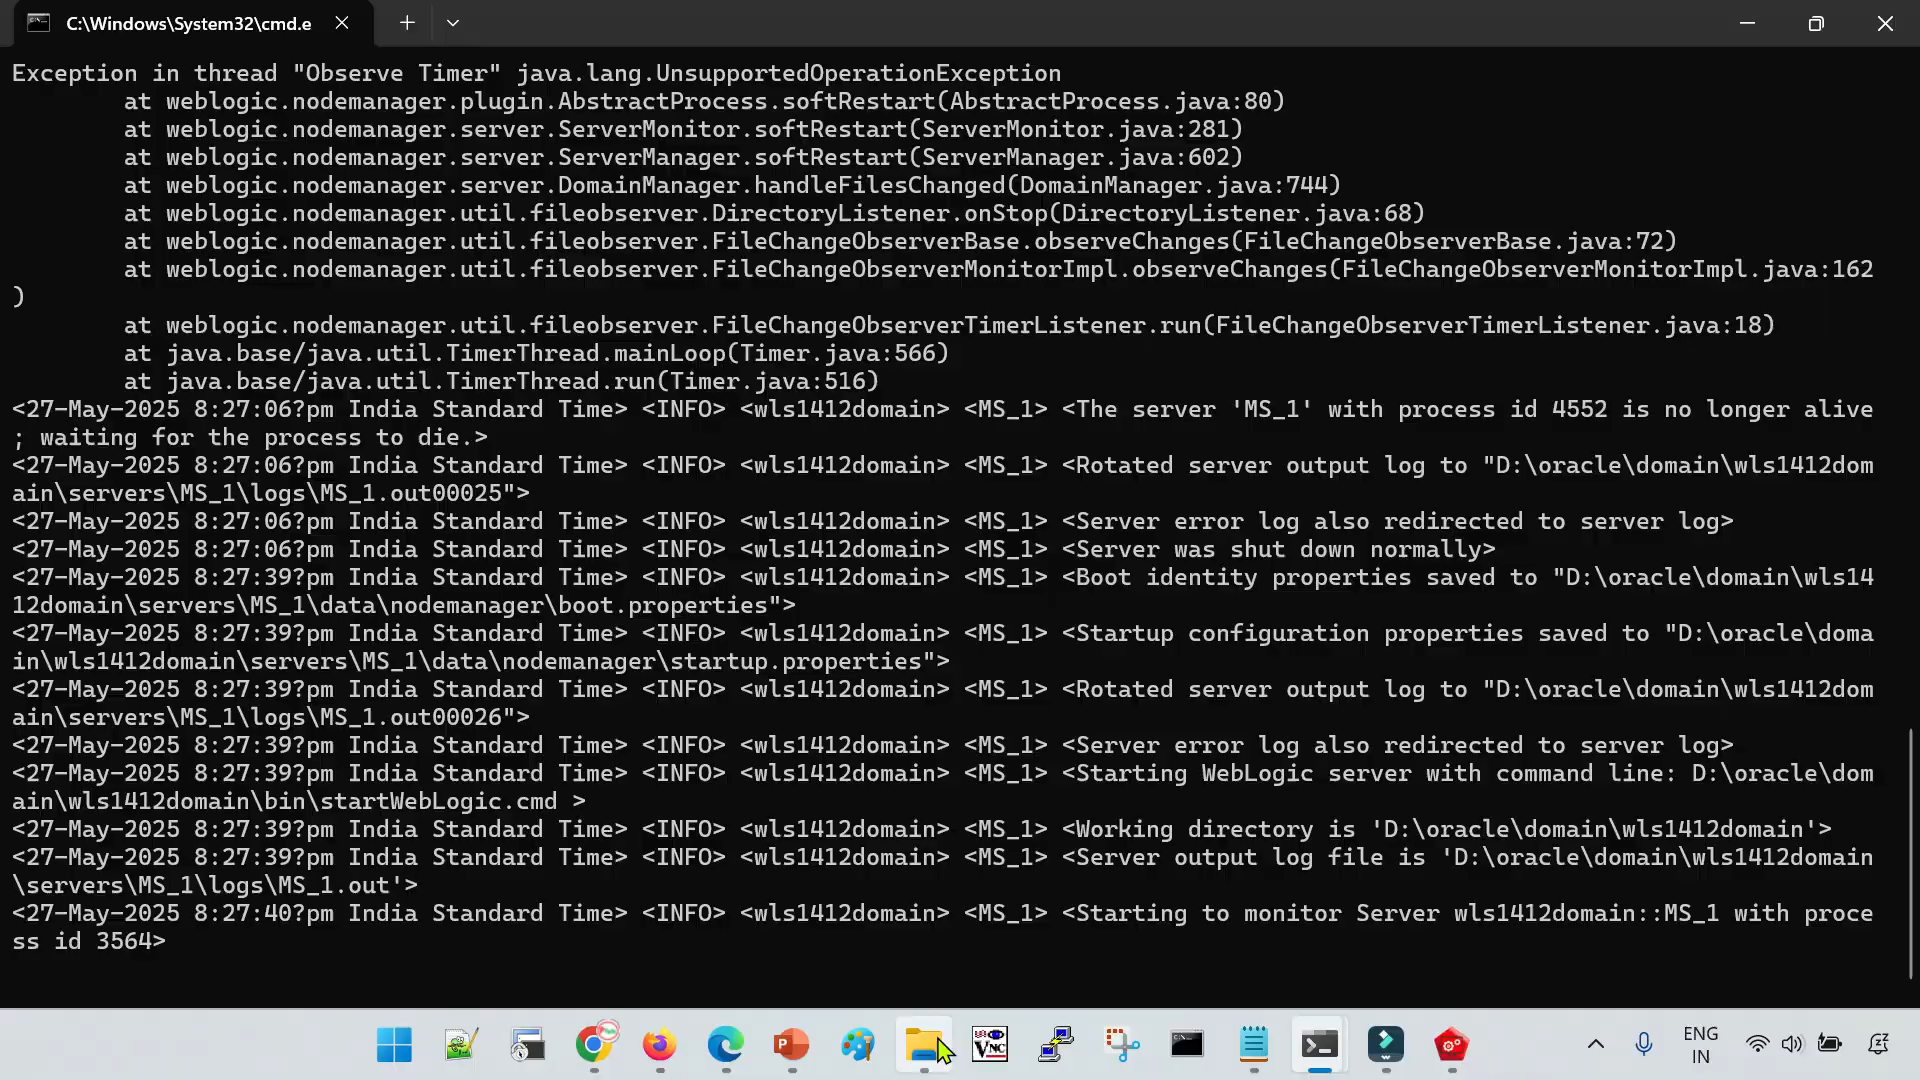 C:\Windows\System32\cmd.e
Exception in thread "Observe Timer" java.lang.UnsupportedOperationException
at weblogic.nodemanager.plugin.AbstractProcess.softRestart(AbstractProcess.java:80)
at weblogic.nodemanager.server.ServerMonitor.softRestart(ServerMonitor.java:281)
at weblogic.nodemanager.server.ServerManager.softRestart(ServerManager.java:602)
at weblogic.nodemanager.server.DomainManager.handleFilesChanged(DomainManager.java:744)
at weblogic.nodemanager.util.fileobserver.DirectoryListener.onStop(DirectoryListener.java:68)
at weblogic.nodemanager.util.fileobserver.FileChangeObserverBase.observeChanges(FileChangeObserverBase.java:72)
at weblogic.nodemanager.util.fileobserver.FileChangeObserverMonitorImpl.observeChanges(FileChangeObserverMonitorImpl.java:162
)
at weblogic.nodemanager.util.fileobserver.FileChangeObserverTimerListener.run(FileChangeObserverTimerListener.java:18)
at java.base/java.util.TimerThread.mainLoop(Timer.java:566)
at java.base/java.util.TimerThread.run(Timer.java:516)
<27-May-2025 8:27:06?pm India Standard Time> <INFO> <wls1412domain> <MS_1> <The server 'MS_1' with process id 4552 is no longer alive
; waiting for the process to die.>
<27-May-2025 8:27:06?pm India Standard Time> <INFO> <wls1412domain> <MS_1> <Rotated server output log to "D:\oracle\domain\wls1412dom
ain\servers\MS_1\logs\MS_1.out00025">
<27-May-2025 8:27:06?pm India Standard Time> <INFO> <wls1412domain> <MS_1> <Server error log also redirected to server log>
<27-May-2025 8:27:06?pm India Standard Time> <INFO> <wls1412domain> <MS_1> <Server was shut down normally>
<27-May-2025 8:27:39?pm India Standard Time> <INFO> <wls1412domain> <MS_1> <Boot identity properties saved to "D:\oracle\domain\wls14
12domain\servers\MS_1\data\nodemanager\boot.properties">
<27-May-2025 8:27:39?pm India Standard Time> <INFO> <wls1412domain> <MS_1> <Startup configuration properties saved to "D:\oracle\doma
in\wls1412domain\servers\MS_1\data\nodemanager\startup.properties">
<27-May-2025 8:27:39?pm India Standard Time> <INFO> <wls1412domain> <MS_1> <Rotated server output log to "D:\oracle\domain\wls1412dom
ain\servers\MS_1\logs\MS_1.out00026">
<27-May-2025 8:27:39?pm India Standard Time> <INFO> <wls1412domain> <MS_1> <Server error log also redirected to server log>
<27-May-2025 8:27:39?pm India Standard Time> <INFO> <wls1412domain> <MS_1> <Starting WebLogic server with command line: D:\oracle\dom
ain\wls1412domain\bin\startWebLogic.cmd >
<27-May-2025 8:27:39?pm India Standard Time> <INFO> <wls1412domain> <MS_1> <Working directory is 'D:\oracle\domain\wls1412domain'>
<27-May-2025 8:27:39?pm India Standard Time> <INFO> <wls1412domain> <MS_1> <Server output log file is 'D:\oracle\domain\wls1412domain
\servers\MS_1\logs\MS_1.out'>
<27-May-2025 8:27:40?pm India Standard Time> <INFO> <wls1412domain> <MS_1> <Starting to monitor Server wls1412domain::MS_1 with proce
ss id 3564>
ENG
IN